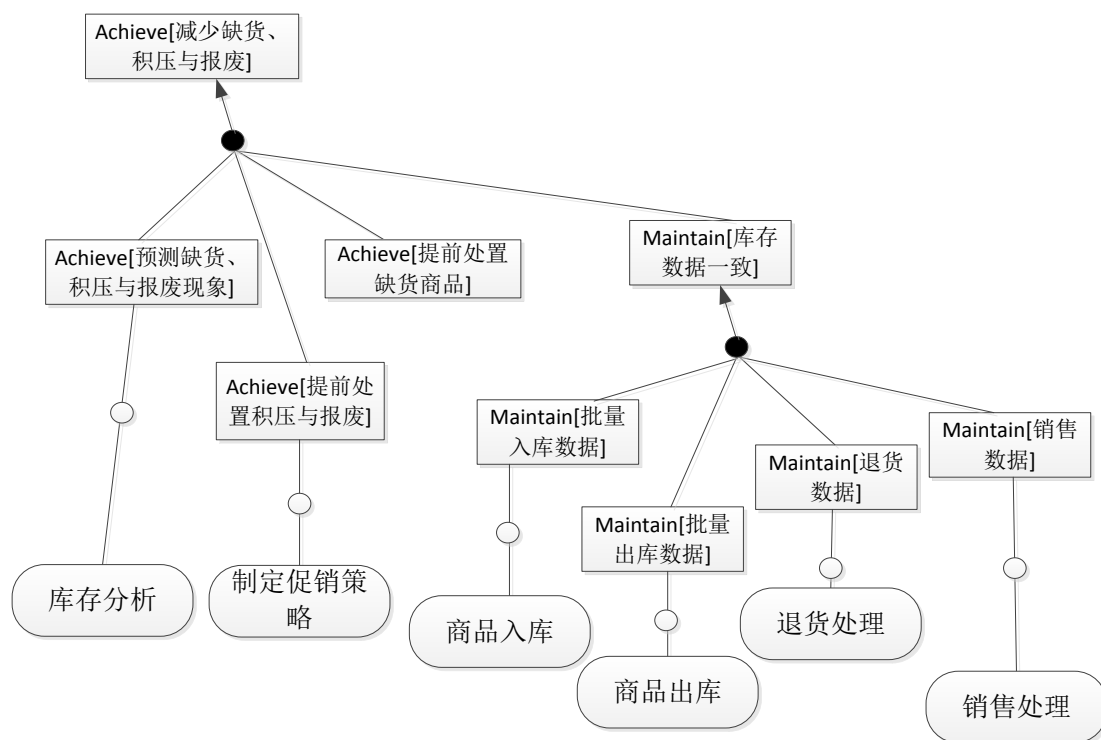 Achieve[减少缺货、
积压与报废]
Achieve[预测缺货、
积压与报废现象]
Achieve[提前处置
缺货商品]
Maintain[库存
数据一致]
Achieve[提前处
置积压与报废]
Maintain[批量
入库数据]
Maintain[批量
出库数据]
Maintain[退货
数据]
Maintain[销售
数据]
库存分析
制定促销策
略
商品入库
商品出库
退货处理
销售处理